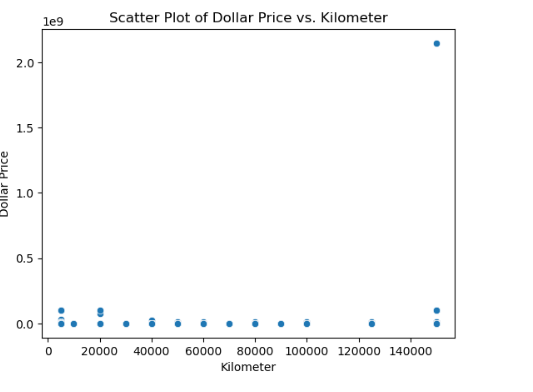 Scatter Plot of Dollar Price vs. Kilometer
1e9
2.0
1.5
1.0
0.5
0.0
Dollar Price
0 20000 40000 60000 80000 100000 120000 140000
Kilometer